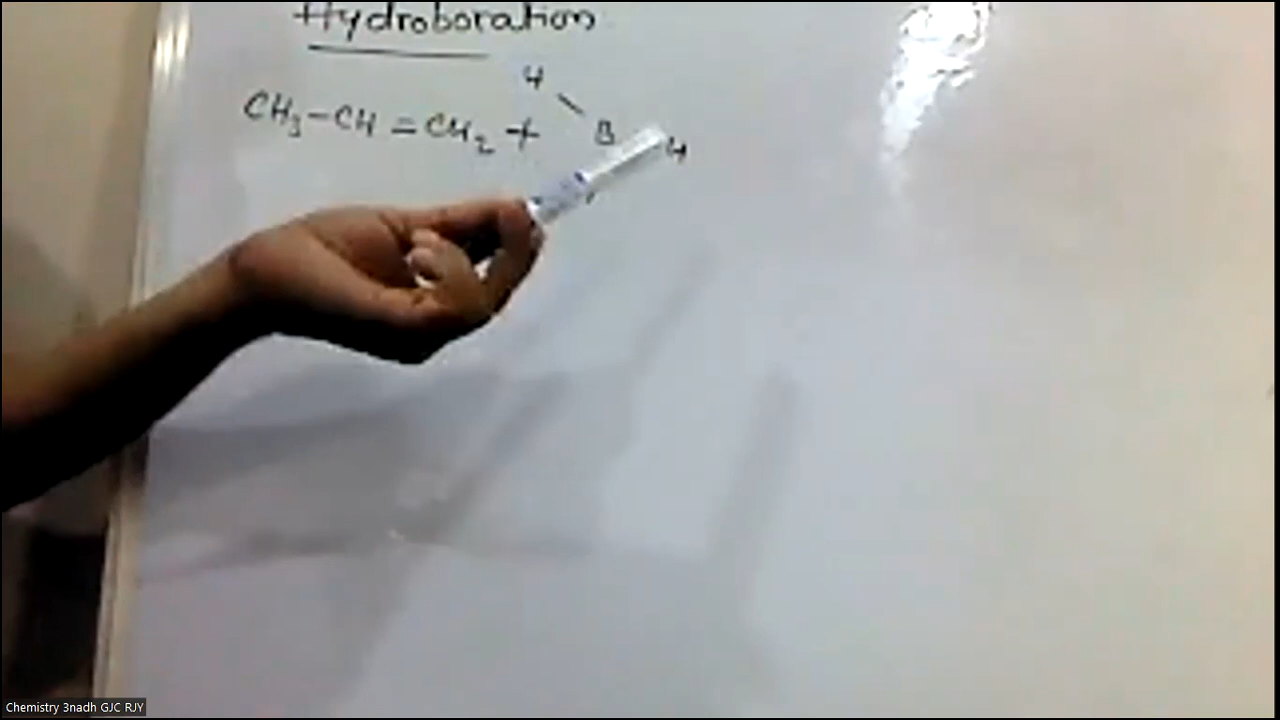 Hydroboration
H
CH₃-CH=CH₂ + B H
Chemistry 3nadh GJC RJY